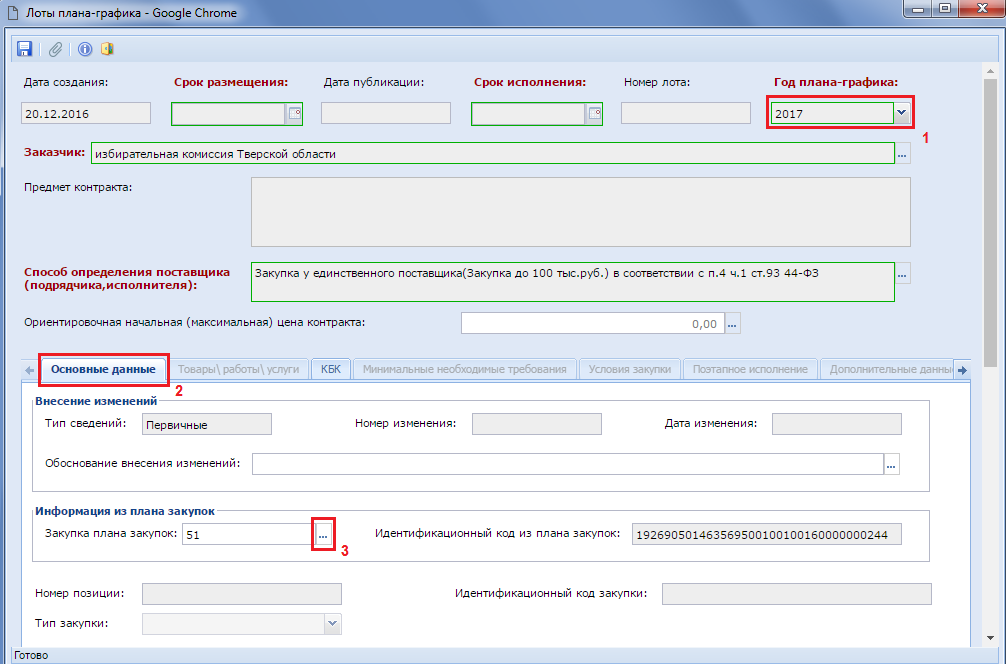 Лоты плана-графика - Google Chrome
Дата создания: Срок размещения: Дата публикации: Срок исполнения: Номер лота: Год плана-графика:
20.12.2016 2017
1
Заказчик: избирательная комиссия Тверской области ...
Предмет контракта:
Способ определения поставщика
(подрядчика,исполнителя):
Закупка у единственного поставщика(Закупка до 100 тыс.руб.) в соответствии с п.4 ч.1 ст.93 44-ФЗ ...
Ориентировочная начальная (максимальная) цена контракта: 0,00 ...
Основные данные Товары\ работы\ услуги КБК Минимальные необходимые требования Условия закупки Поэтапное исполнение Дополнительные данны
2
Внесение изменений
Тип сведений: Первичные Номер изменения: Дата изменения:
Обоснование внесения изменений: ...
Информация из плана закупок
Закупка плана закупок: 51 ... Идентификационный код из плана закупок: 192690501463569500100100160000000244
3
Номер позиции: Идентификационный код закупки:
Тип закупки:
Готово